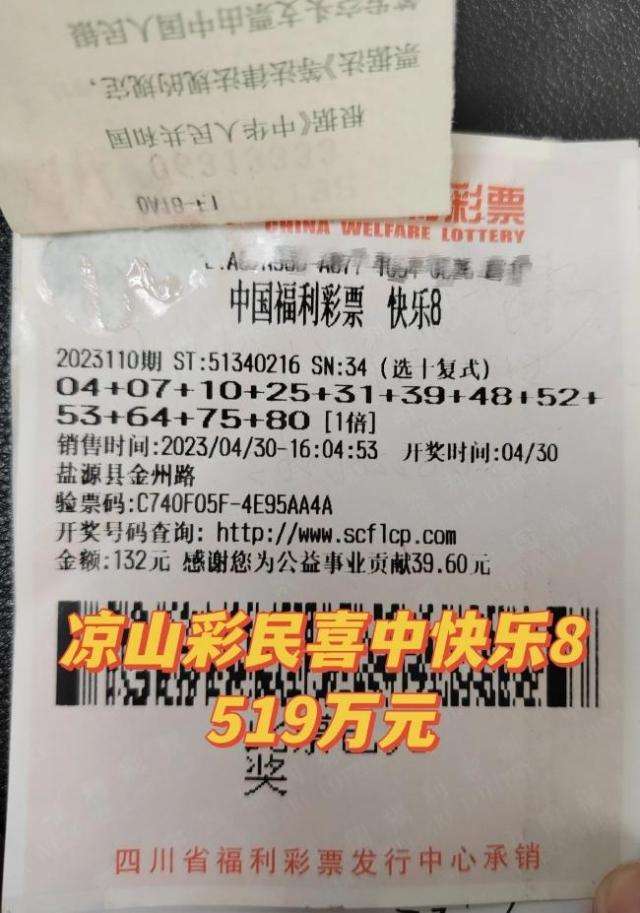 票据法》等法律法规的规定，
根据《中华人民共和国
彩票
CHINA WELFARE LOTTERY
中国福利彩票 快乐8
2023110期 ST:51340216 SN:34 (选十复式)
04+07+10+25+31+39+48+52+
53+64+75+80 [1倍]
销售时间:2023/04/30-16:04:53 开奖时间:04/30
盐源县金州路
验票码:C740F05F-4E95AA4A
开奖号码查询: http://www.scflcp.com
金额:132元 感谢您为公益事业贡献39.60元
凉山彩民喜中快乐8
519万元
奖
四川省福利彩票发行中心承销